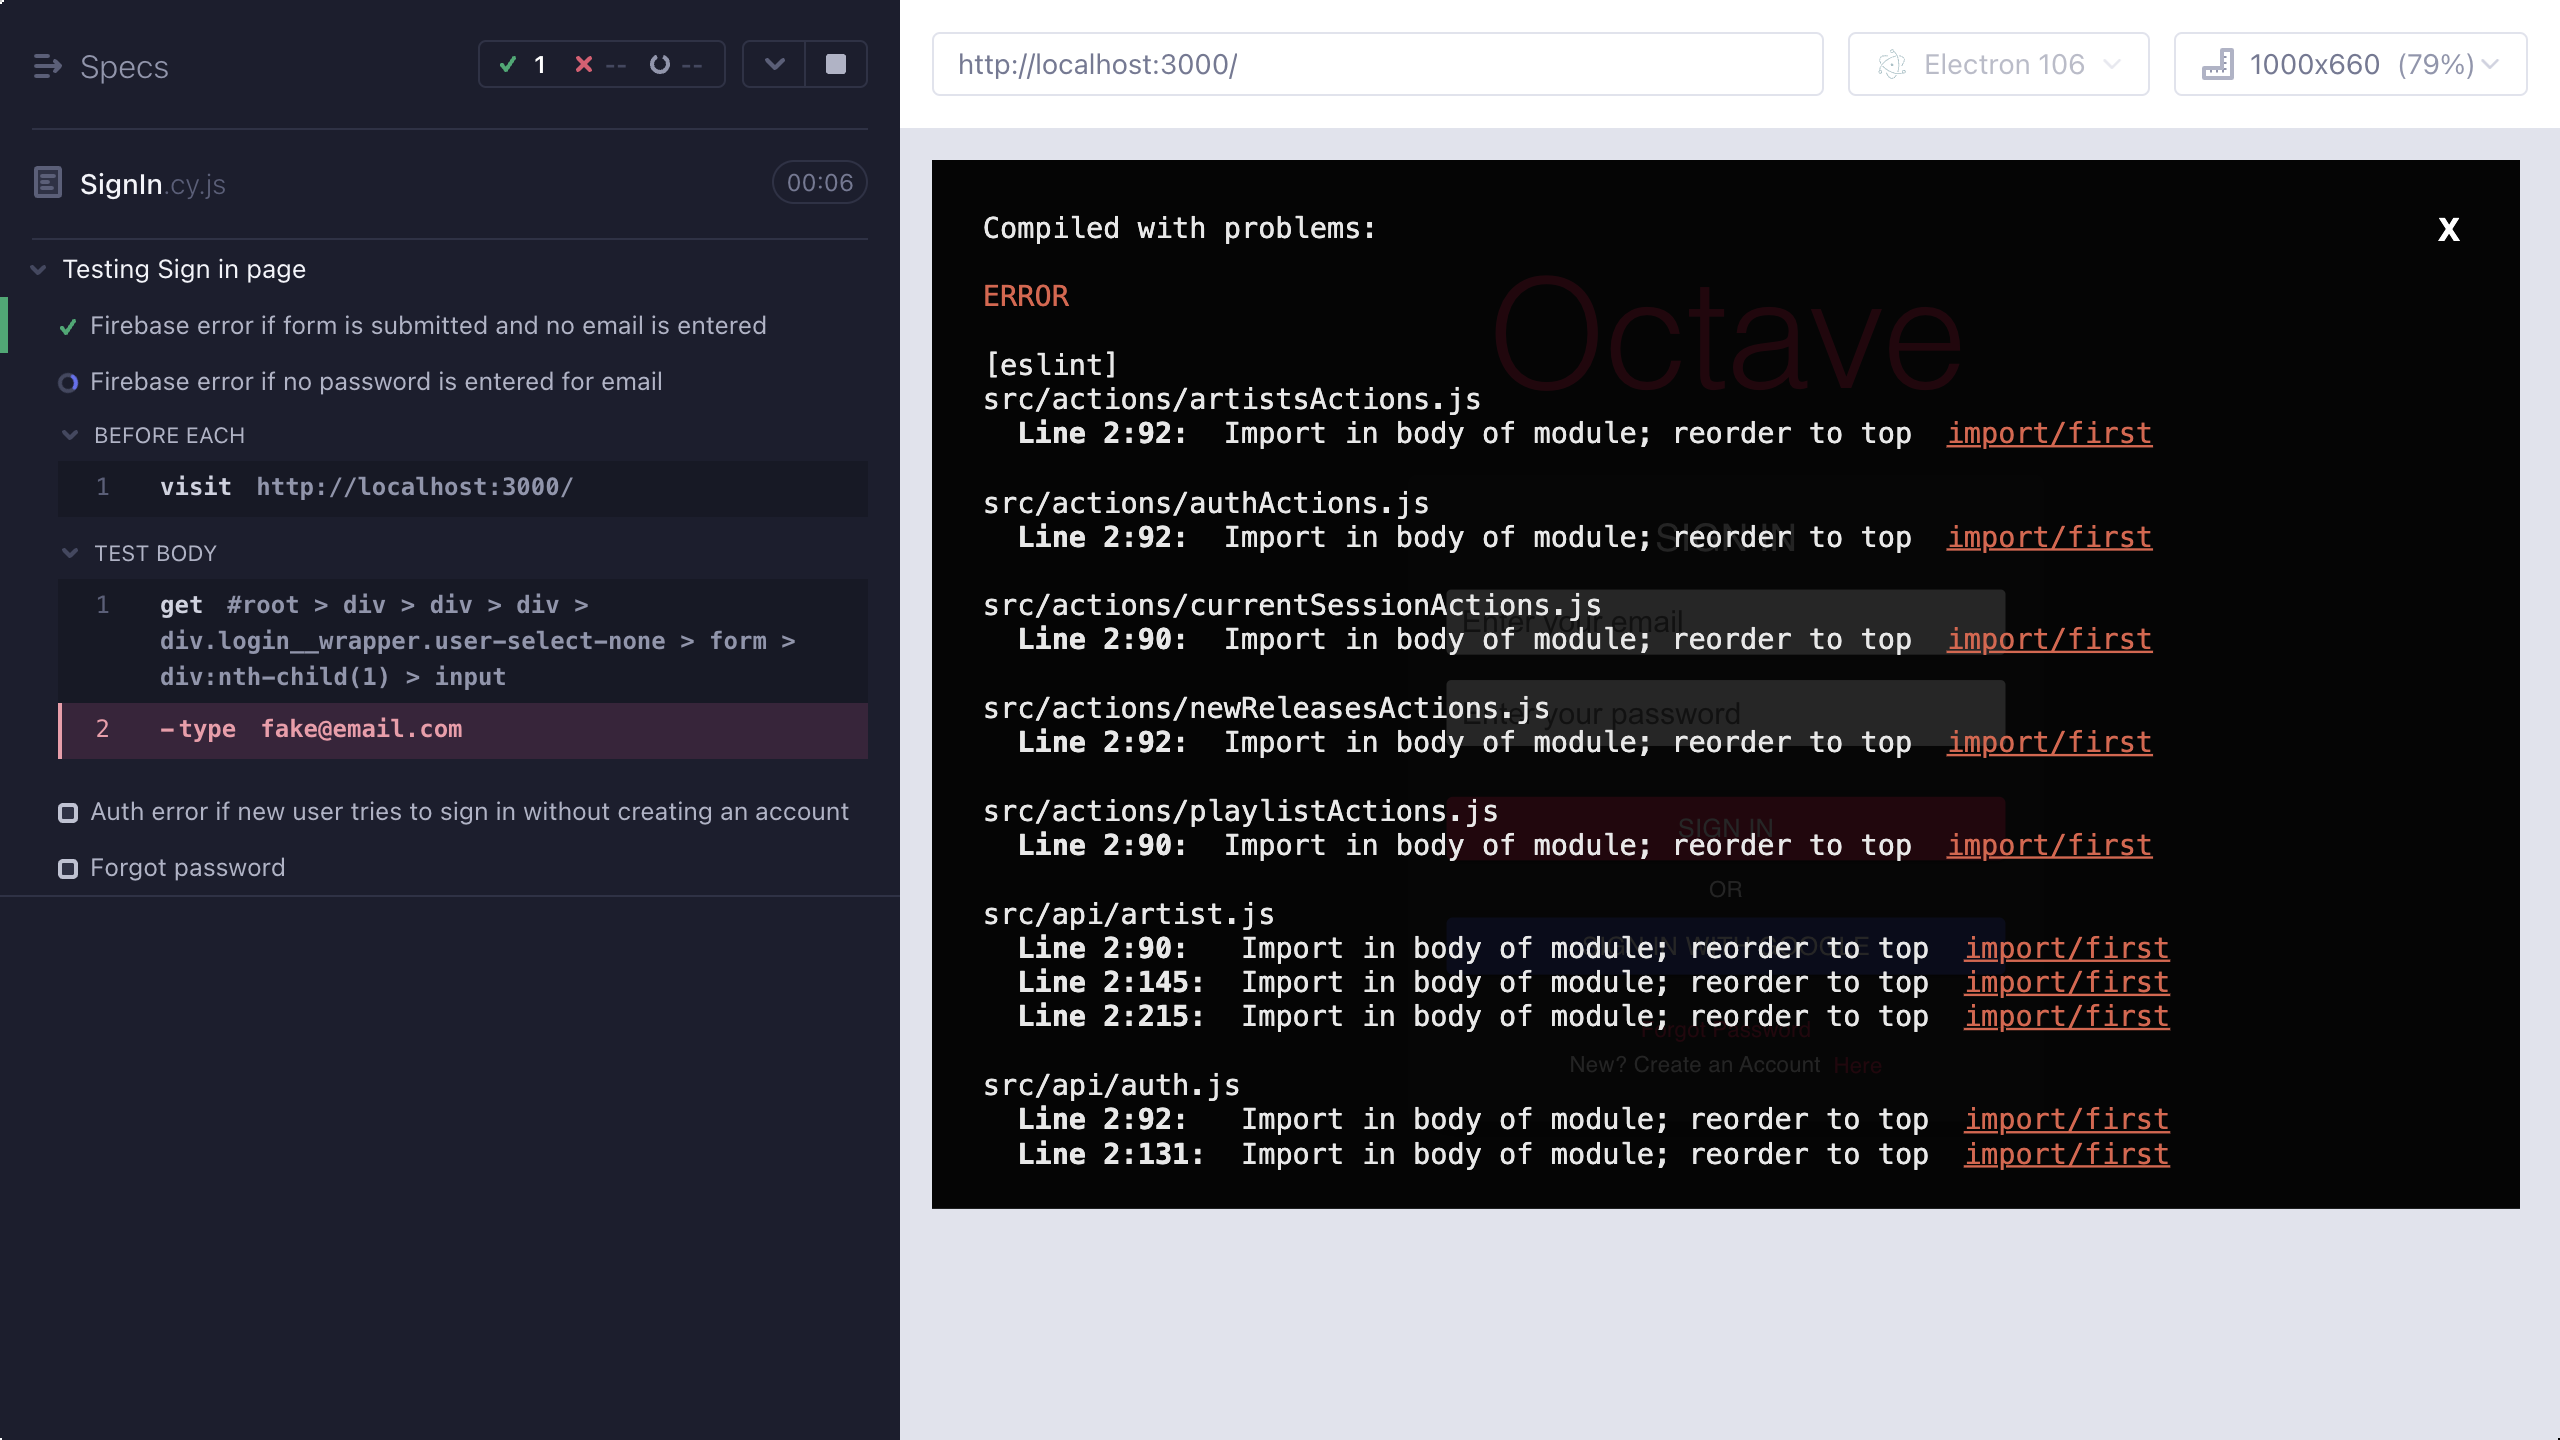 Specs
1
--
--
SignIn.cy.js
00:06
Testing Sign in page
Firebase error if form is submitted and no email is entered
Firebase error if no password is entered for email
BEFORE EACH
1 visit http://localhost:3000/
TEST BODY
1 get #root > div > div > div >
div.login__wrapper.user-select-none > form >
div:nth-child(1) > input
2 -type fake@email.com
Auth error if new user tries to sign in without creating an account
Forgot password
http://localhost:3000/
Electron 106
1000x660 (79%)
Compiled with problems:
X
ERROR
Octave
[eslint]
src/actions/artistsActions.js
Line 2:92: Import in body of module; reorder to top import/first
src/actions/authActions.js
SIGN IN
Line 2:92: Import in body of module; reorder to top import/first
src/actions/currentSessionActions.js
Enter your email
Line 2:90: Import in body of module; reorder to top import/first
src/actions/newReleasesActions.js
Enter your password
Line 2:92: Import in body of module; reorder to top import/first
src/actions/playlistActions.js
SIGN IN
Line 2:90: Import in body of module; reorder to top import/first
OR
src/api/artist.js
SIGN IN WITH GOOGLE
Line 2:90: Import in body of module; reorder to top import/first
Line 2:145: Import in body of module; reorder to top import/first
Line 2:215: Import in body of module; reorder to top import/first
Forgot Password
New? Create an Account Here
src/api/auth.js
Line 2:92: Import in body of module; reorder to top import/first
Line 2:131: Import in body of module; reorder to top import/first